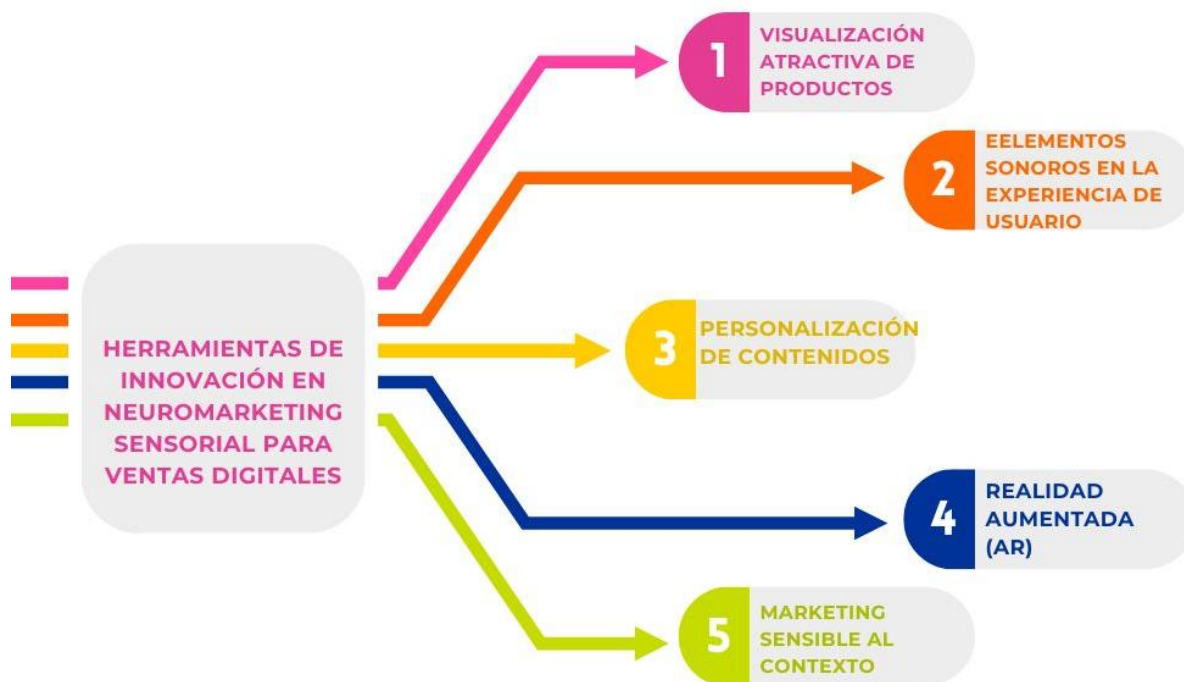 HERRAMIENTAS DE
INNOVACIÓN EN
NEUROMARKETING
SENSORIAL PARA
VENTAS DIGITALES
1
VISUALIZACIÓN
ATRACTIVA DE
PRODUCTOS
2
EELEMENTOS
SONOROS EN LA
EXPERIENCIA DE
USUARIO
3
PERSONALIZACIÓN
DE CONTENIDOS
4
REALIDAD
AUMENTADA
(AR)
5
MARKETING
SENSIBLE AL
CONTEXTO